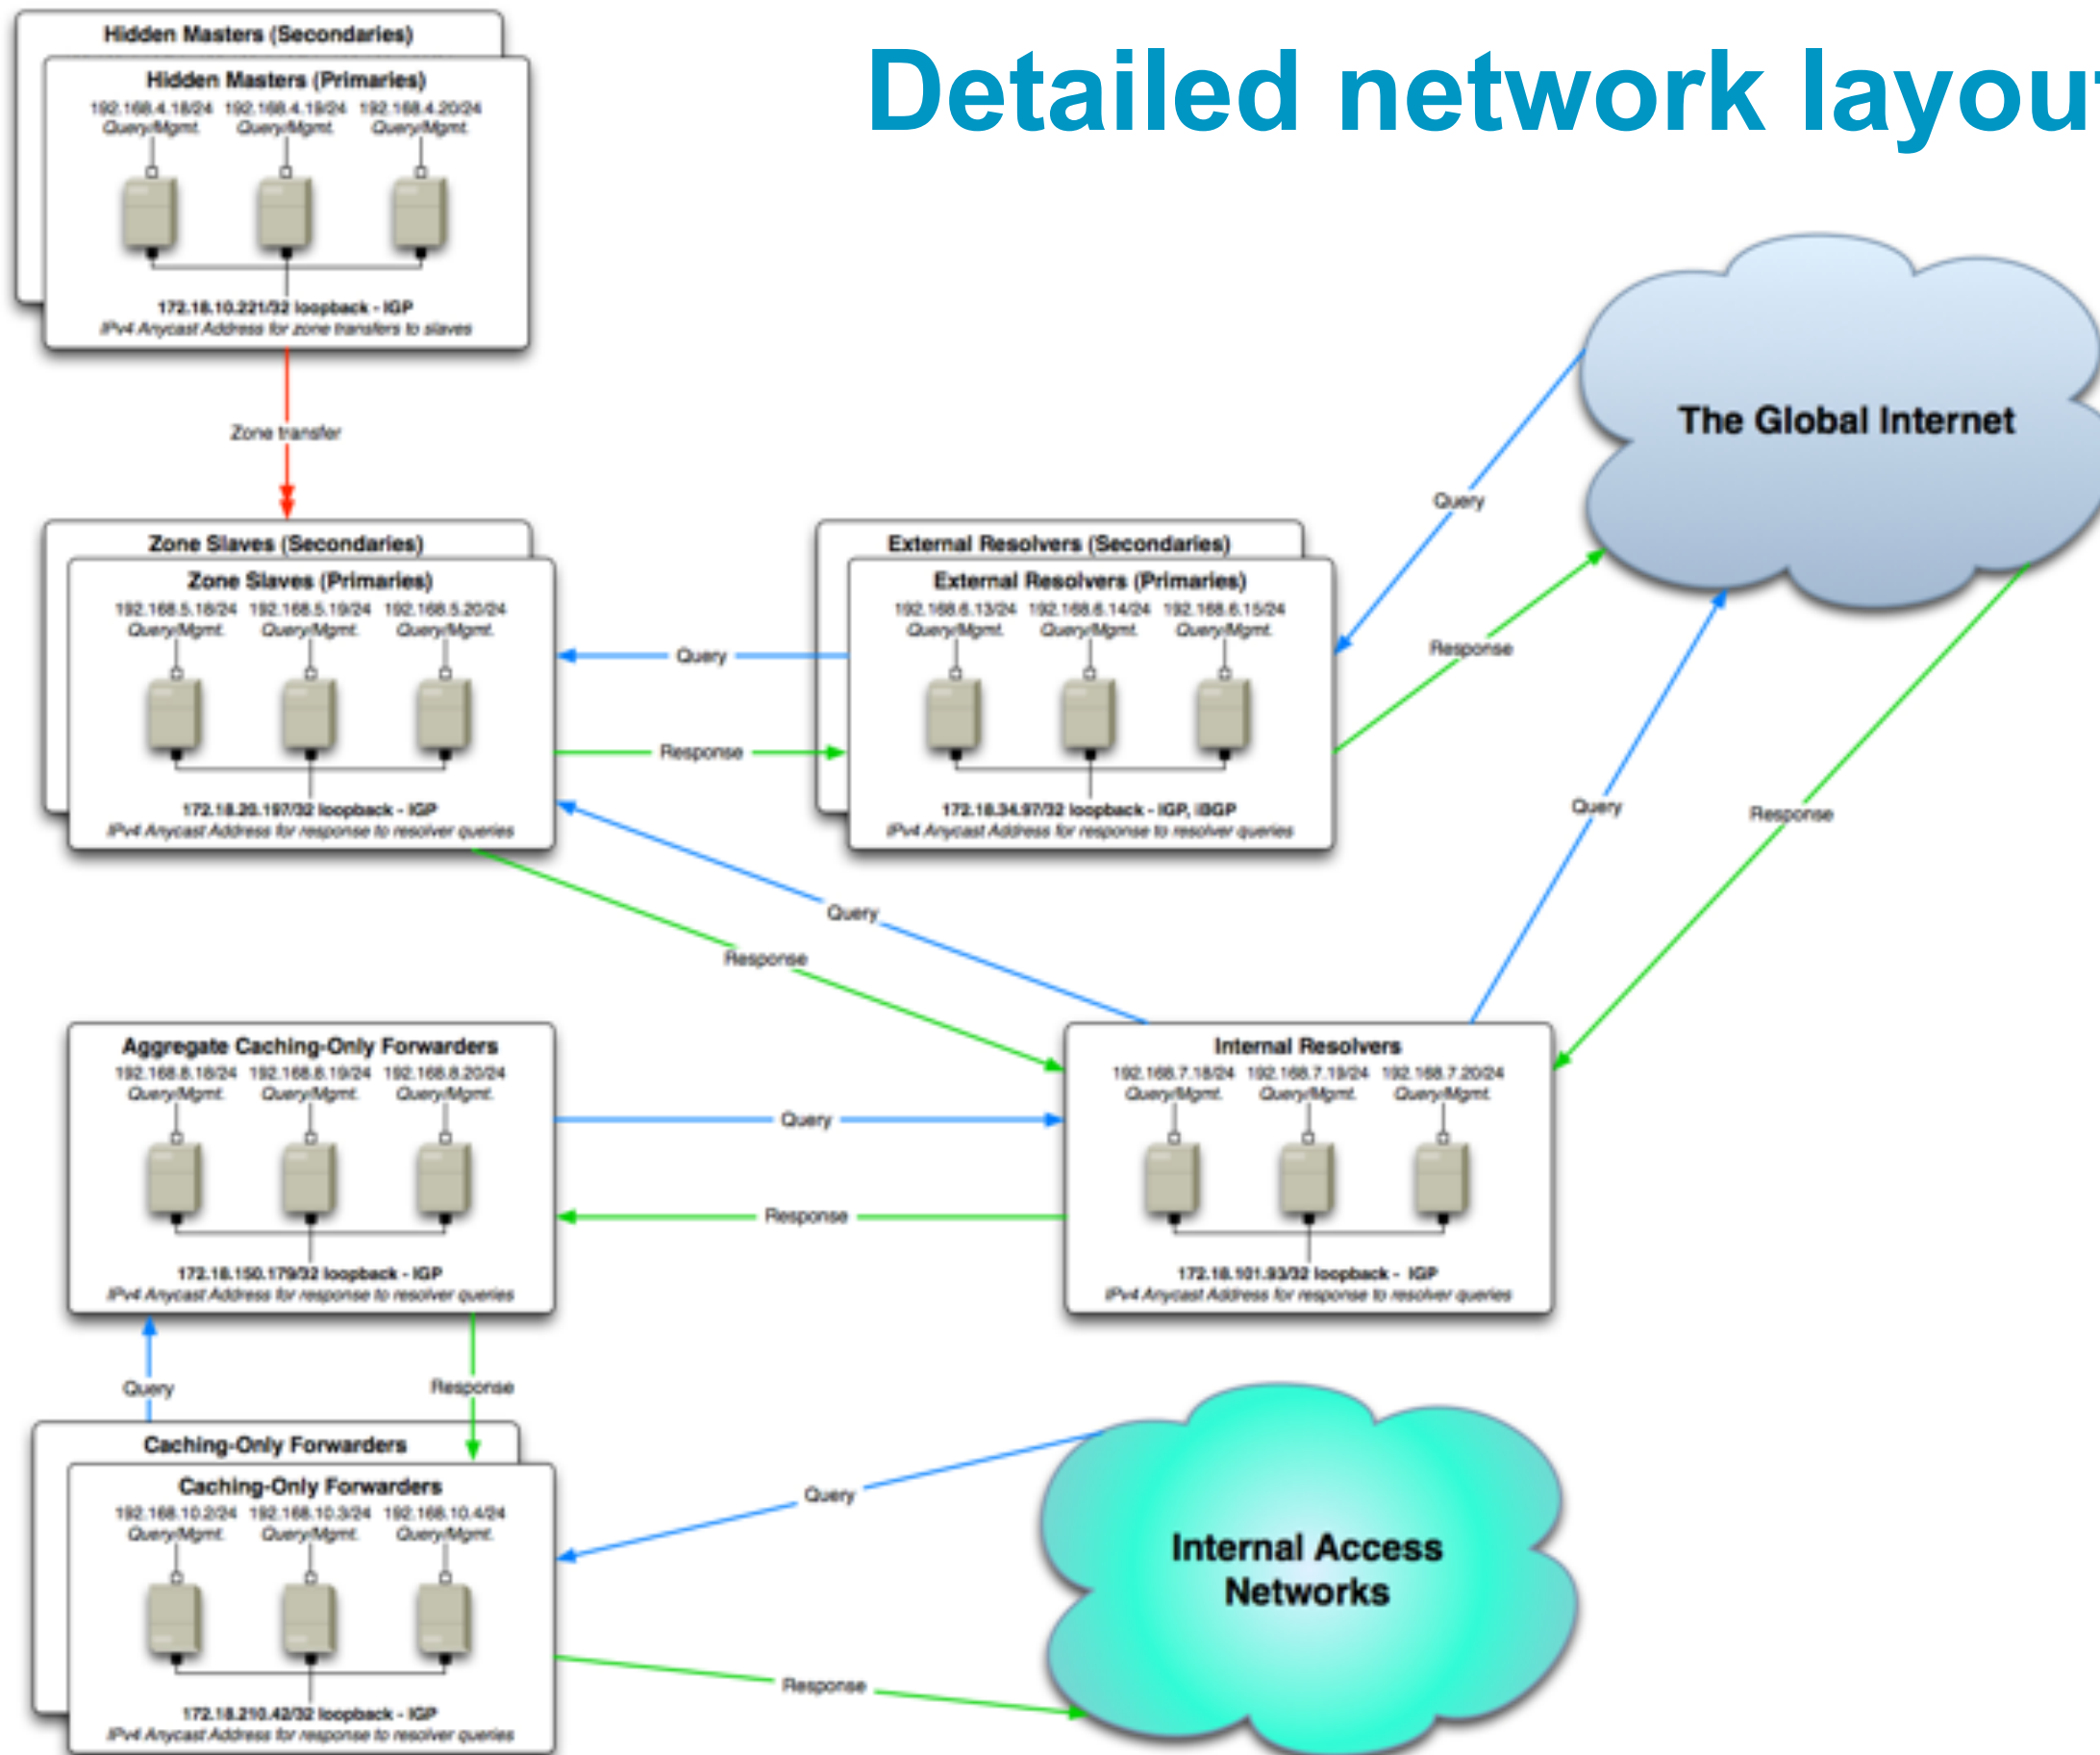 Detailed network layout
Hidden Masters (Secondaries)
Hidden Masters (Primaries)
192.168.4.18/24 192.168.4.19/24 192.168.4.20/24
Query/Mgmt. Query/Mgmt. Query/Mgmt.
172.18.10.221/32 loopback - IGP
IPv4 Anycast Address for zone transfers to slaves
Zone transfer
The Global Internet
Query
Response
Query
Response
Zone Slaves (Secondaries)
Zone Slaves (Primaries)
192.168.5.18/24 192.168.5.19/24 192.168.5.20/24
Query/Mgmt. Query/Mgmt. Query/Mgmt.
172.18.20.197/32 loopback - IGP
IPv4 Anycast Address for response to resolver queries
Query
Response
External Resolvers (Secondaries)
External Resolvers (Primaries)
192.168.6.13/24 192.168.6.14/24 192.168.6.15/24
Query/Mgmt. Query/Mgmt. Query/Mgmt.
172.18.34.97/32 loopback - IGP, iBGP
IPv4 Anycast Address for response to resolver queries
Query
Response
Aggregate Caching-Only Forwarders
192.168.8.18/24 192.168.8.19/24 192.168.8.20/24
Query/Mgmt. Query/Mgmt. Query/Mgmt.
172.18.150.179/32 loopback - IGP
IPv4 Anycast Address for response to resolver queries
Query
Response
Internal Resolvers
192.168.7.18/24 192.168.7.19/24 192.168.7.20/24
Query/Mgmt. Query/Mgmt. Query/Mgmt.
172.18.101.93/32 loopback - IGP
IPv4 Anycast Address for response to resolver queries
Query
Response
Caching-Only Forwarders
Caching-Only Forwarders
192.168.10.2/24 192.168.10.3/24 192.168.10.4/24
Query/Mgmt. Query/Mgmt. Query/Mgmt.
172.18.210.42/32 loopback - IGP
IPv4 Anycast Address for response to resolver queries
Query
Response
Internal Access
Networks